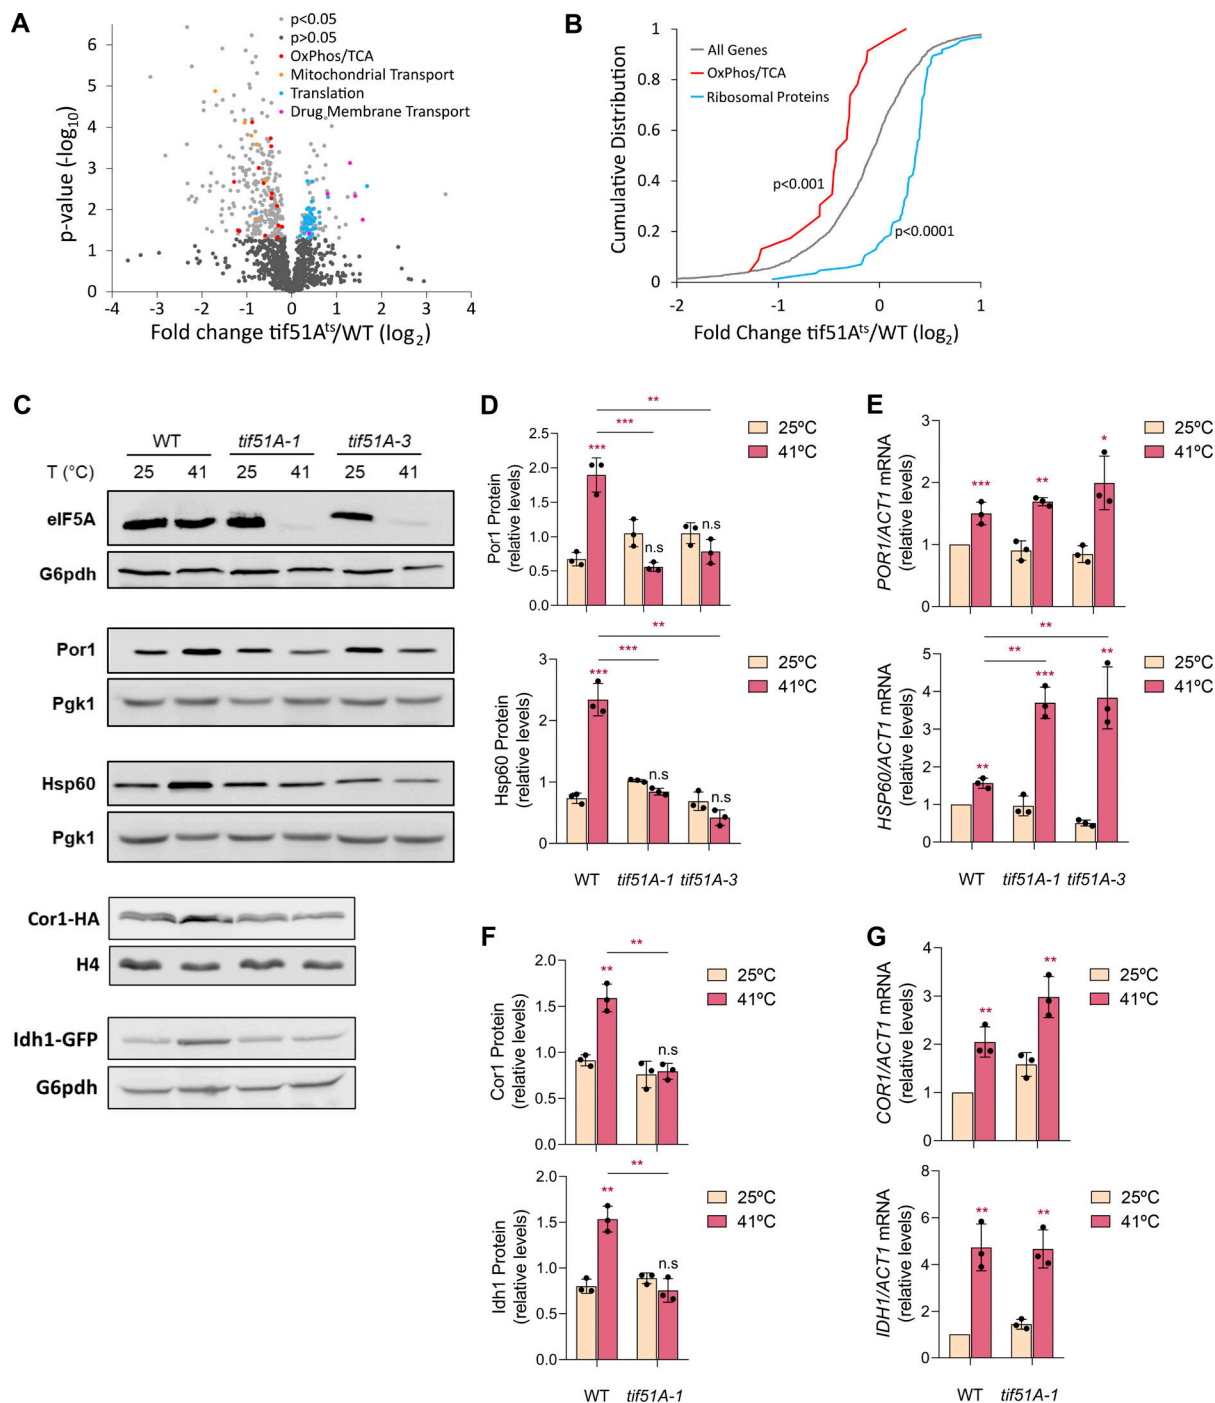 A
p<0.05
p>0.05
OxPhos/TCA
Mitochondrial Transport
Translation
Drug Membrane Transport
p-value (-log10)
6
5
4
3
2
1
0
-4 -3 -2 -1 0 1 2 3 4
Fold change tif51Ats/WT (log2)
B
Cumulative Distribution
1
0.8
0.6
0.4
0.2
0
All Genes
OxPhos/TCA
Ribosomal Proteins
p<0.001
p<0.0001
-2 -1 0 1
Fold Change tif51Ats/WT (log2)
C
WT tif51A-1 tif51A-3
T (°C) 25 41 25 41 25 41
eIF5A
G6pdh
Por1
Pgk1
Hsp60
Pgk1
Cor1-HA
H4
Idh1-GFP
G6pdh
D
25ºC
41ºC
Por1 Protein
(relative levels)
2.5
2.0
1.5
1.0
0.5
0.0
**
***
***
n.s
n.s
25ºC
41ºC
Hsp60 Protein
(relative levels)
3
2
1
0
**
***
***
n.s
n.s
WT tif51A-1 tif51A-3
E
25ºC
41ºC
POR1/ACT1 mRNA
(relative levels)
3
2
1
0
***
**
*
25ºC
41ºC
HSP60/ACT1 mRNA
(relative levels)
5
4
3
2
1
0
**
**
**
***
**
WT tif51A-1 tif51A-3
F
25ºC
41ºC
Cor1 Protein
(relative levels)
2.0
1.5
1.0
0.5
0.0
**
**
n.s
25ºC
41ºC
Idh1 Protein
(relative levels)
2.0
1.5
1.0
0.5
0.0
**
**
n.s
WT tif51A-1
G
25ºC
41ºC
COR1/ACT1 mRNA
(relative levels)
4
3
2
1
0
**
**
25ºC
41ºC
IDH1/ACT1 mRNA
(relative levels)
8
6
4
2
0
**
**
WT tif51A-1